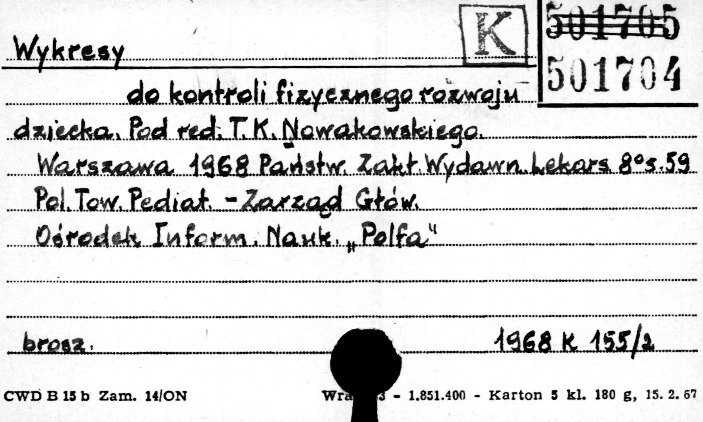 K
501705
Wykresy
501704
do kontroli fizycznego rozwoju
dziecka. Pod red. T. K. Nowakowskiego.
Warszawa 1968 Państw. Zakł. Wydawn. Lekars 8° s. 59
Pol. Tow. Pediat. - Zarząd Głów.
Ośrodek Inform. Nauk. „Polfa"
brosz. 1968 K 155/2
CWD B 15 b Zam. 14/ON - 1.851.400 - Karton 5 kl. 180 g, 15. 2. 67